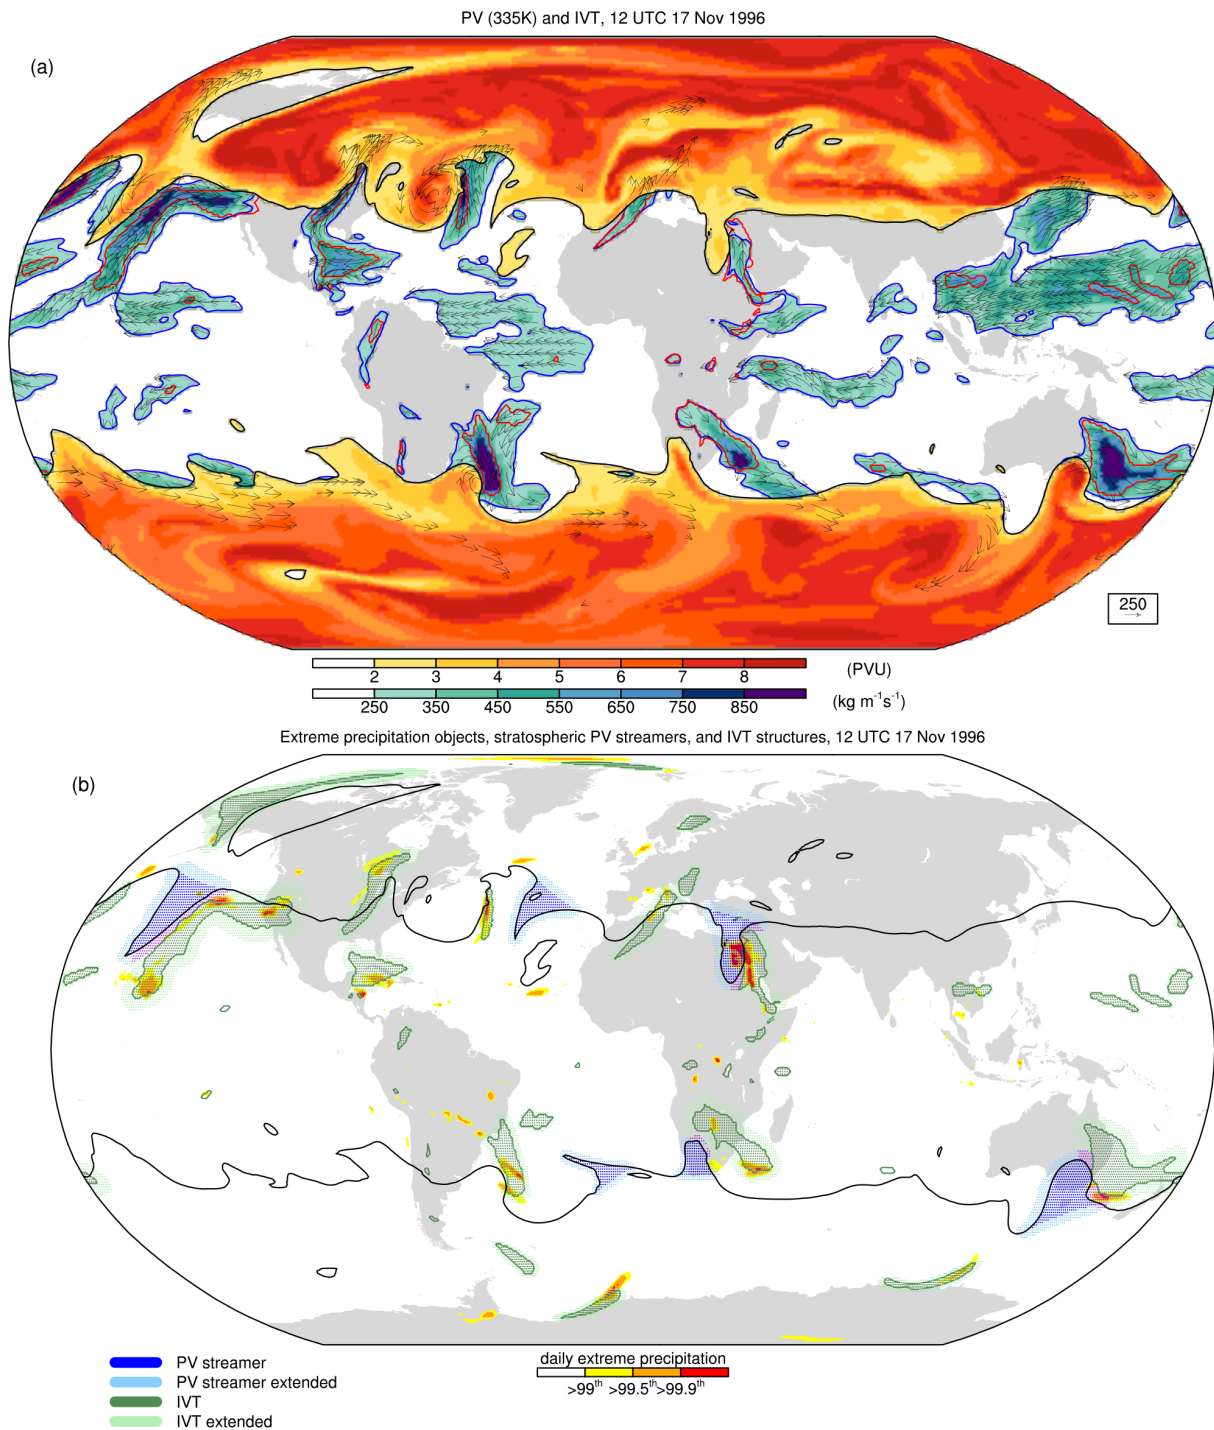 PV (335K) and IVT, 12 UTC 17 Nov 1996
(a)
250
2 3 4 5 6 7 8 (PVU)
250 350 450 550 650 750 850 (kg m⁻¹s⁻¹)
Extreme precipitation objects, stratospheric PV streamers, and IVT structures, 12 UTC 17 Nov 1996
(b)
PV streamer
PV streamer extended
IVT
IVT extended
daily extreme precipitation
>99ᵗʰ >99.5ᵗʰ>99.9ᵗʰ